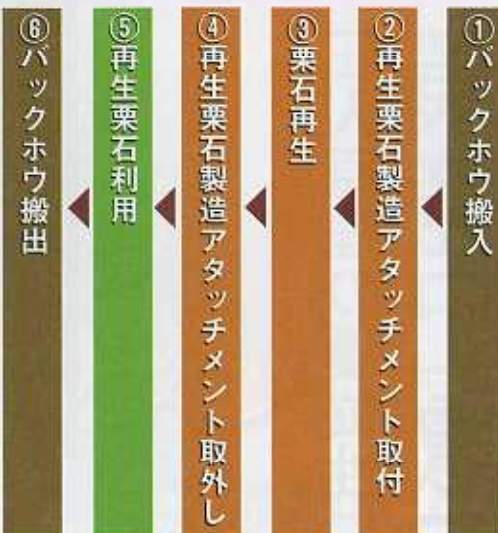 ①バックホウ搬入
②再生栗石製造アタッチメント取付
③栗石再生
④再生栗石製造アタッチメント取外し
⑤再生栗石利用
⑥バックホウ搬出